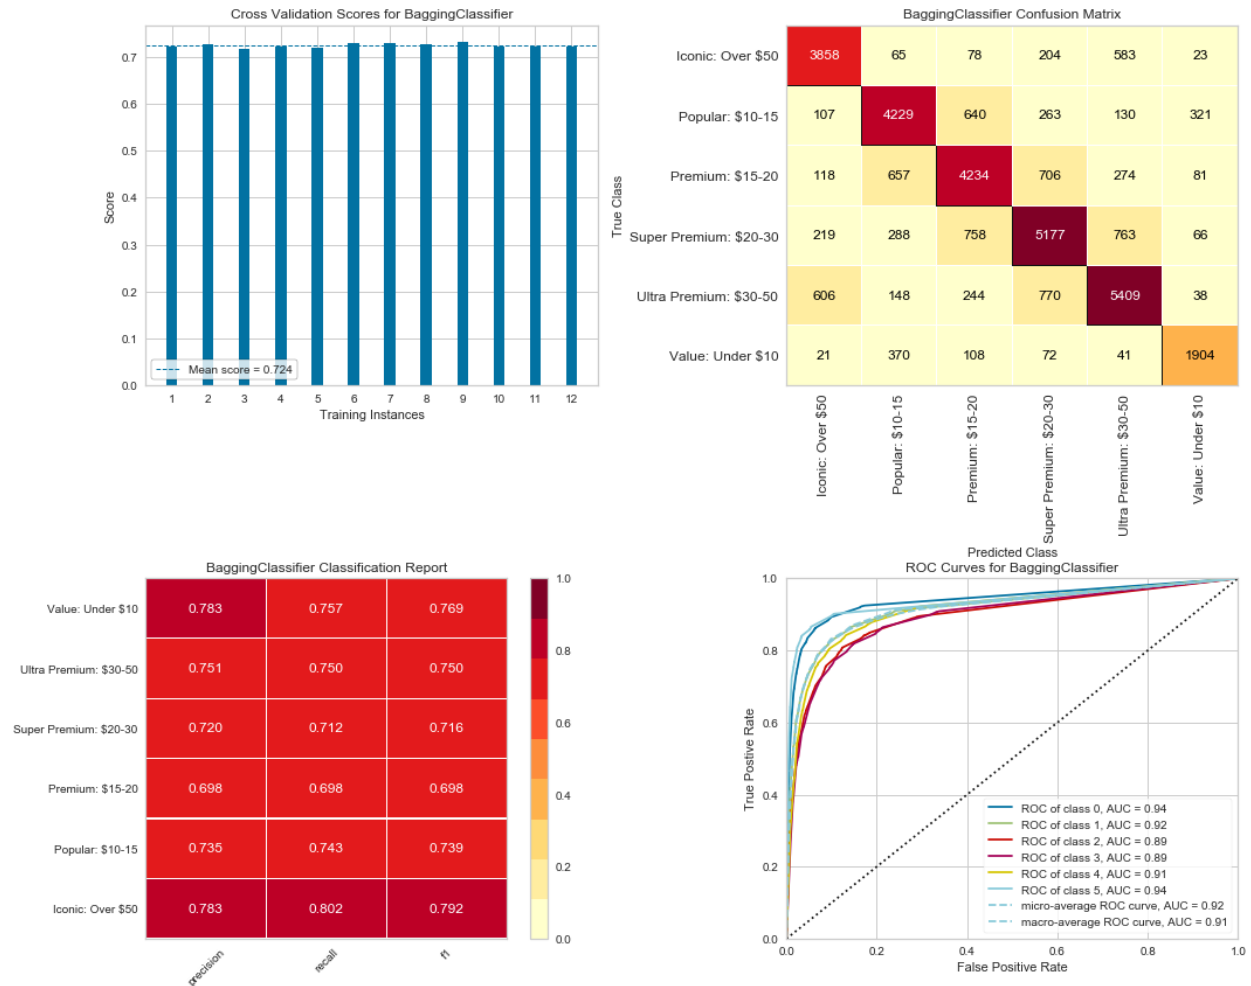 Cross Validation Scores for BaggingClassifier
0.7
0.6
0.5
0.4
0.3
0.2
0.1
0.0
Score
Mean score = 0.724
1 2 3 4 5 6 7 8 9 10 11 12
Training Instances
BaggingClassifier Confusion Matrix
True Class
Iconic: Over $50 3858 65 78 204 583 23
Popular: $10-15 107 4229 640 263 130 321
Premium: $15-20 118 657 4234 706 274 81
Super Premium: $20-30 219 288 758 5177 763 66
Ultra Premium: $30-50 606 148 244 770 5409 38
Value: Under $10 21 370 108 72 41 1904
Iconic: Over $50
Popular: $10-15
Premium: $15-20
Super Premium: $20-30
Ultra Premium: $30-50
Value: Under $10
Predicted Class
BaggingClassifier Classification Report
Value: Under $10 0.783 0.757 0.769
Ultra Premium: $30-50 0.751 0.750 0.750
Super Premium: $20-30 0.720 0.712 0.716
Premium: $15-20 0.698 0.698 0.698
Popular: $10-15 0.735 0.743 0.739
Iconic: Over $50 0.783 0.802 0.792
precision
recall
f1
1.0
0.8
0.6
0.4
0.2
0.0
ROC Curves for BaggingClassifier
1.0
0.8
0.6
0.4
0.2
0.0
True Postive Rate
ROC of class 0, AUC = 0.94
ROC of class 1, AUC = 0.92
ROC of class 2, AUC = 0.89
ROC of class 3, AUC = 0.89
ROC of class 4, AUC = 0.91
ROC of class 5, AUC = 0.94
micro-average ROC curve, AUC = 0.92
macro-average ROC curve, AUC = 0.91
0.0 0.2 0.4 0.6 0.8 1.0
False Positive Rate